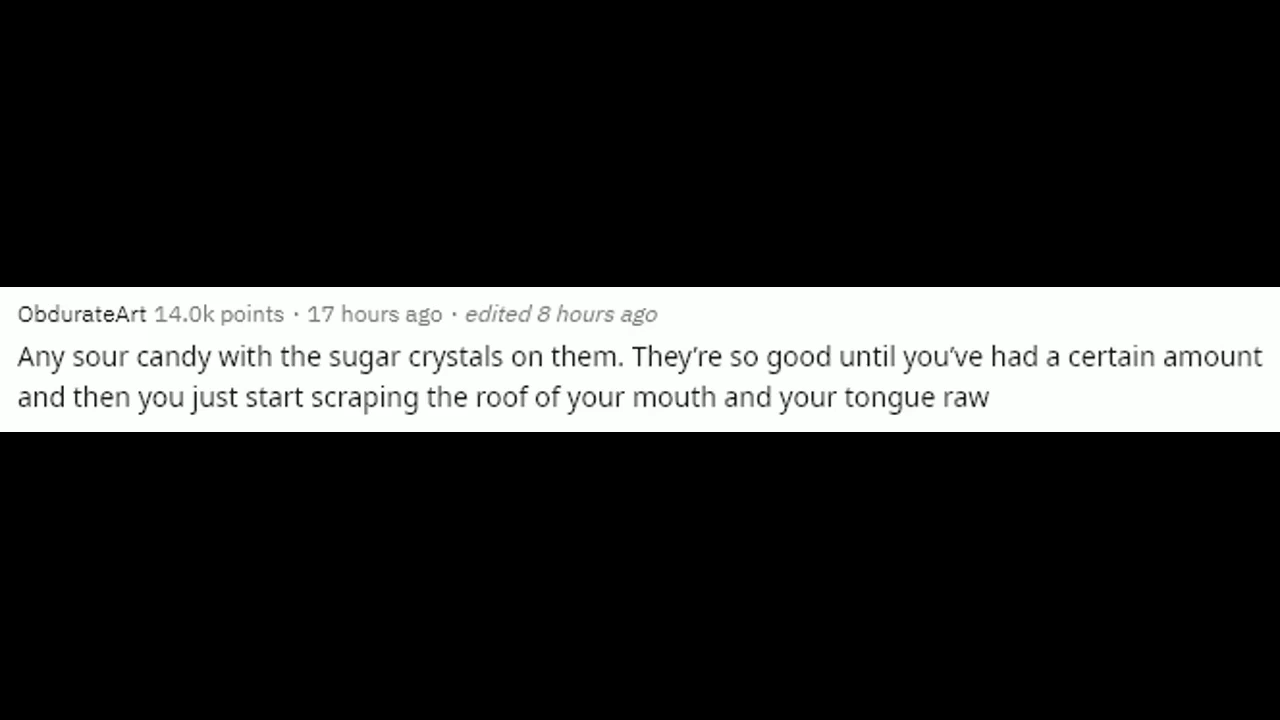 ObdurateArt 14.0k points · 17 hours ago · edited 8 hours ago
Any sour candy with the sugar crystals on them. They’re so good until you’ve had a certain amount
and then you just start scraping the roof of your mouth and your tongue raw